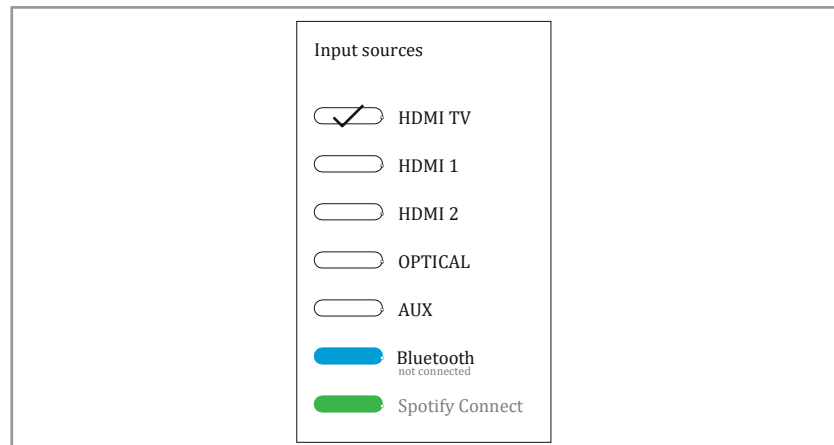 Input sources
HDMI TV
HDMI 1
HDMI 2
OPTICAL
AUX
Bluetooth
not connected
Spotify Connect